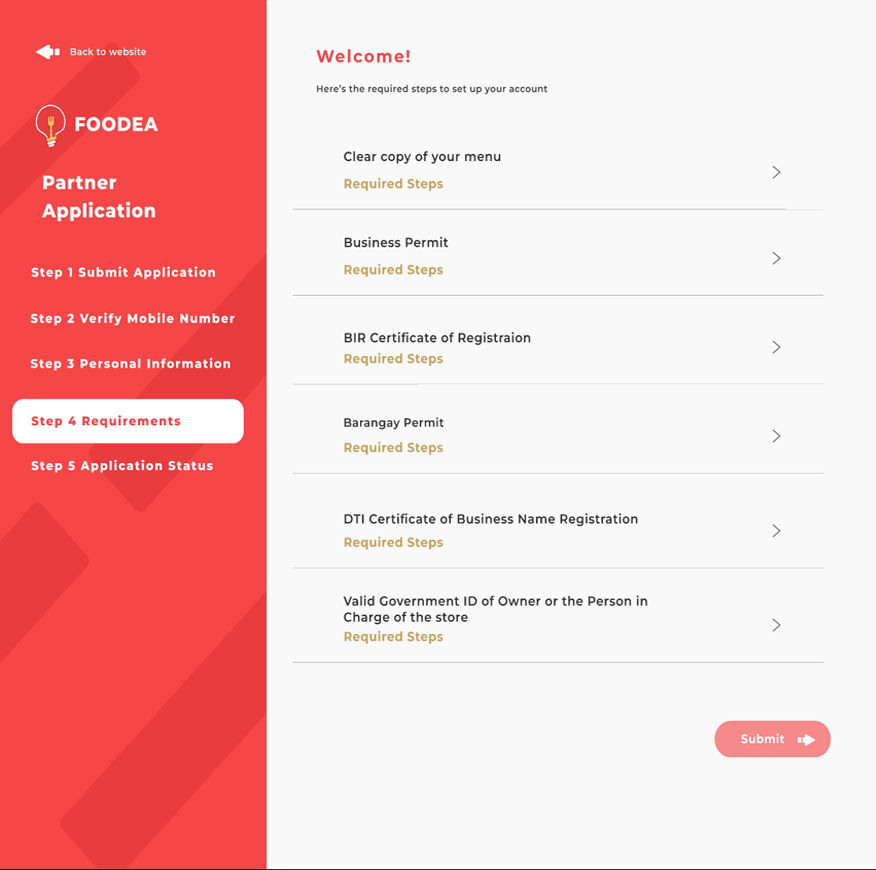 Back to website
FOODEA
Partner
Application
Step 1 Submit Application
Step 2 Verify Mobile Number
Step 3 Personal Information
Step 4 Requirements
Step 5 Application Status
Welcome!
Here's the required steps to set up your account
Clear copy of your menu
Required Steps
Business Permit
Required Steps
BIR Certificate of Registraion
Required Steps
Barangay Permit
Required Steps
DTI Certificate of Business Name Registration
Required Steps
Valid Government ID of Owner or the Person in
Charge of the store
Required Steps
Submit